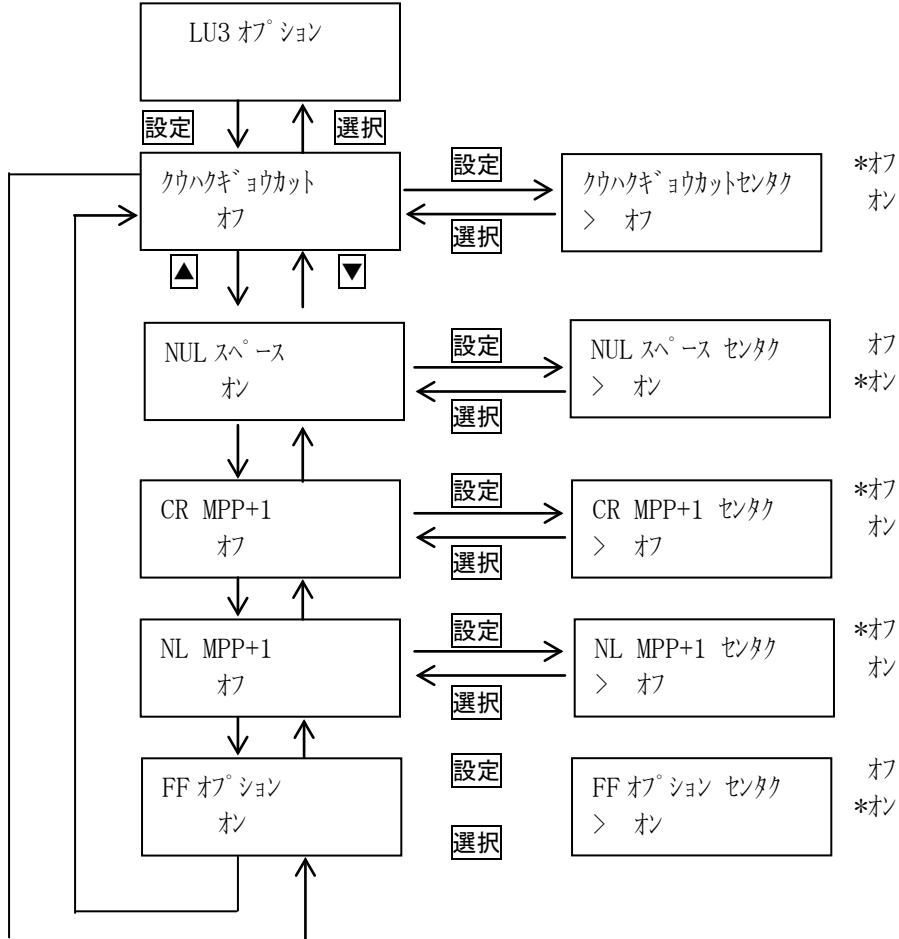 LU3 ｵﾌﾟｼｮﾝ
設定
選択
ｸｳﾊｸｷﾞｮｳｶｯﾄ
ｵﾌ
設定
選択
ｸｳﾊｸｷﾞｮｳｶｯﾄｾﾝﾀｸ
> ｵﾌ
*ｵﾌ
ｵﾝ
▲
▼
NUL ｽﾍﾟｰｽ
ｵﾝ
設定
選択
NUL ｽﾍﾟｰｽ ｾﾝﾀｸ
> ｵﾝ
ｵﾌ
*ｵﾝ
CR MPP+1
ｵﾌ
設定
選択
CR MPP+1 ｾﾝﾀｸ
> ｵﾌ
*ｵﾌ
ｵﾝ
NL MPP+1
ｵﾌ
設定
選択
NL MPP+1 ｾﾝﾀｸ
> ｵﾌ
*ｵﾌ
ｵﾝ
FF ｵﾌﾟｼｮﾝ
ｵﾝ
設定
選択
FF ｵﾌﾟｼｮﾝ ｾﾝﾀｸ
> ｵﾝ
ｵﾌ
*ｵﾝ